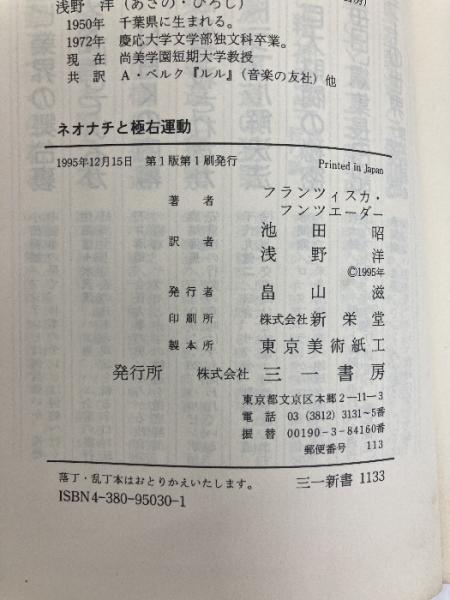 浅野 洋（あさの・ひろし）
1950年 千葉県に生まれる。
1972年 慶応大学文学部独文科卒業。
現 在 尚美学園短期大学教授
共 訳 A・ベルク『ルル』（音楽の友社）他
ネオナチと極右運動
1995年12月15日 第1版第1刷発行 Printed in Japan
著 者 フランツィスカ・
フンツエーダー
訳 者 池 田 昭
浅 野 洋
©1995年
発行者 畠 山 滋
印刷所 株式会社 新 栄 堂
製本所 東京美術紙工
発行所 株式会社 三 一 書 房
東京都文京区本郷2-11-3
電 話 03 (3812) 3131~5番
振 替 00190-3-84160番
郵便番号 113
落丁・乱丁本はおとりかえいたします。 三一新書 1133
ISBN4-380-95030-1